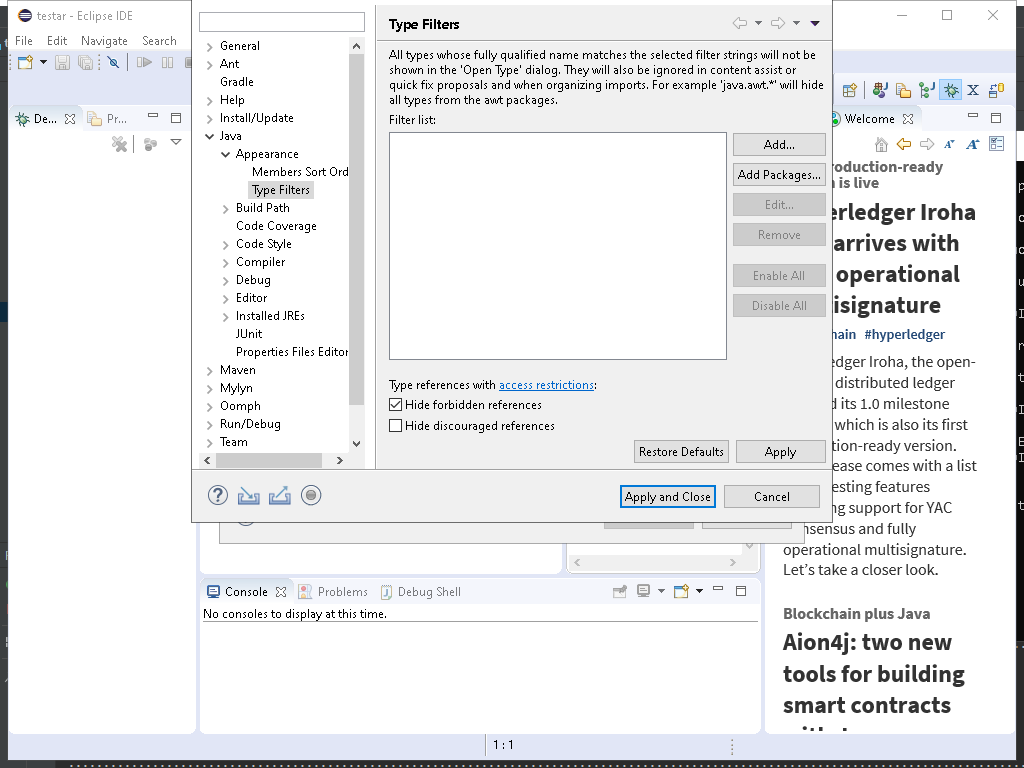 testar - Eclipse IDE
File Edit Navigate Search
De...
Pr...
General
Ant
Gradle
Help
Install/Update
Java
Appearance
Members Sort Ord
Type Filters
Build Path
Code Coverage
Code Style
Compiler
Debug
Editor
Installed JREs
JUnit
Properties Files Editor
Maven
Mylyn
Oomph
Run/Debug
Team
Type Filters
All types whose fully qualified name matches the selected filter strings will not be
shown in the 'Open Type' dialog. They will also be ignored in content assist or
quick fix proposals and when organizing imports. For example 'java.awt.*' will hide
all types from the awt packages.
Filter list:
Add...
Add Packages...
Edit...
Remove
Enable All
Disable All
Type references with access restrictions:
Hide forbidden references
Hide discouraged references
Restore Defaults
Apply
Apply and Close
Cancel
Welcome
roduction-ready
is live
erledger Iroha
arrives with
operational
isignature
hain #hyperledger
edger Iroha, the open-
distributed ledger
d its 1.0 milestone
which is also its first
tion-ready version.
ease comes with a list
esting features
ng support for YAC
onsensus and fully
operational multisignature.
Let's take a closer look.
Blockchain plus Java
Aion4j: two new
tools for building
smart contracts
Console
Problems
Debug Shell
No consoles to display at this time.
1 : 1